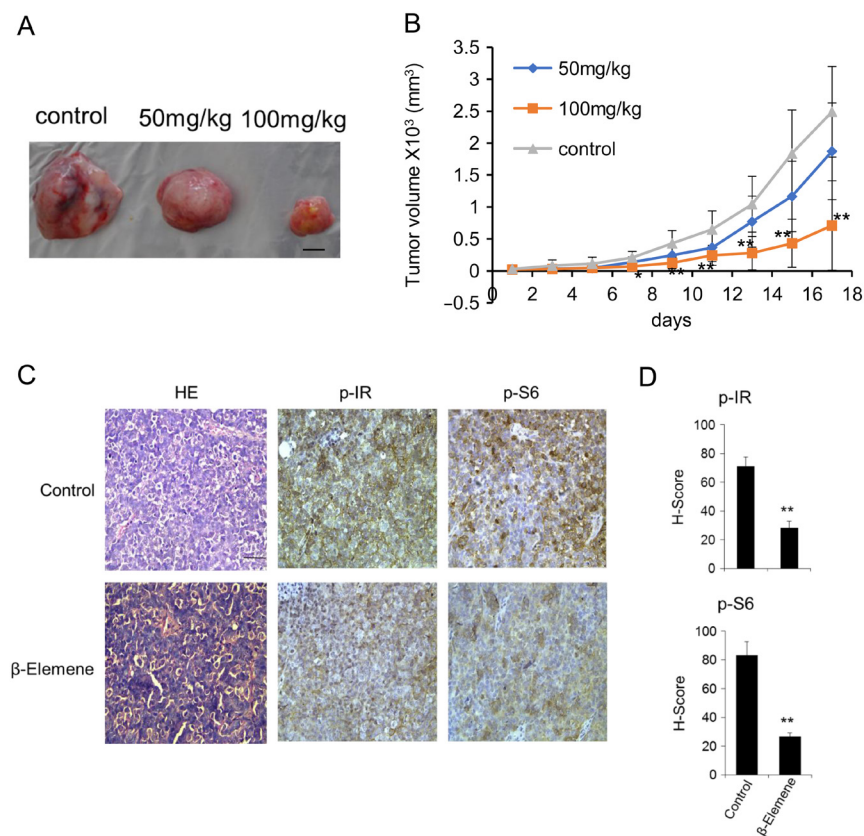 A
control 50mg/kg 100mg/kg
B
3.5
3
2.5
2
1.5
1
0.5
0
−0.5
Tumor volume X10³ (mm³)
50mg/kg
100mg/kg
control
* ** ** ** ** **
0 2 4 6 8 10 12 14 16 18
days
C
HE p-IR p-S6
Control
β-Elemene
D
p-IR
100
80
60
40
20
0
H-Score
**
p-S6
100
80
60
40
20
0
H-Score
**
Control β-Elemene